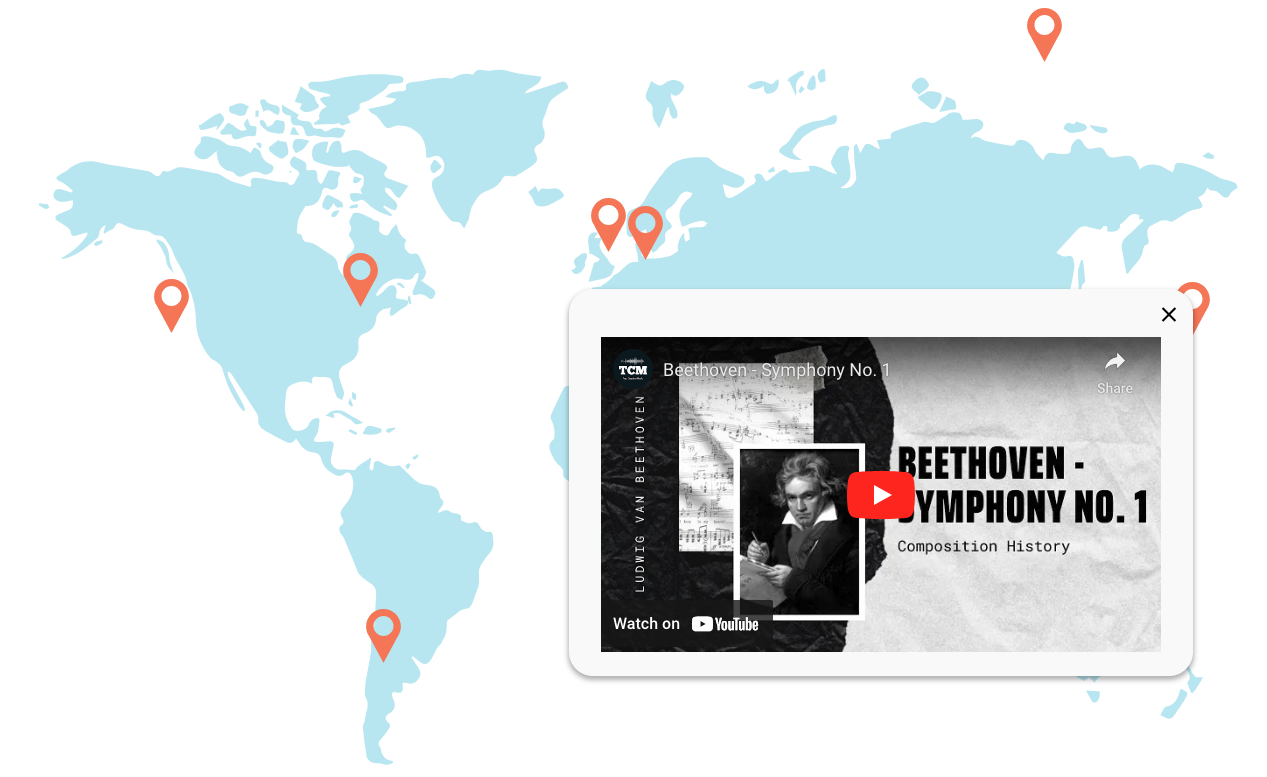 TCM
Beethoven - Symphony No. 1
Share
LUDWIG VAN BEETHOVEN
BEETHOVEN -
SYMPHONY NO. 1
Composition History
Watch on YouTube